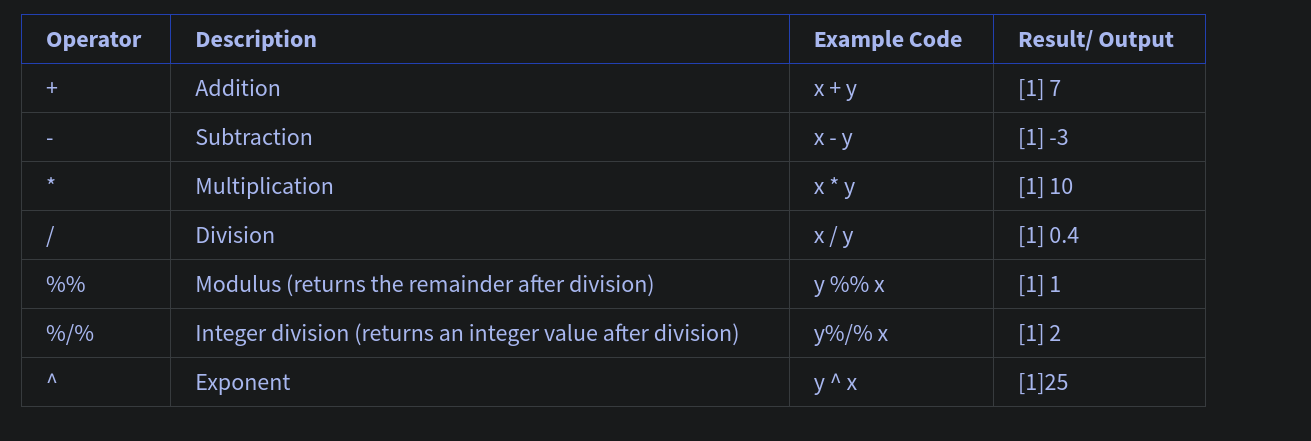 Operator Description Example Code Result/ Output
+ Addition x + y [1] 7
- Subtraction x - y [1] -3
* Multiplication x * y [1] 10
/ Division x / y [1] 0.4
%% Modulus (returns the remainder after division) y %% x [1] 1
%/% Integer division (returns an integer value after division) y%/% x [1] 2
^ Exponent y ^ x [1]25